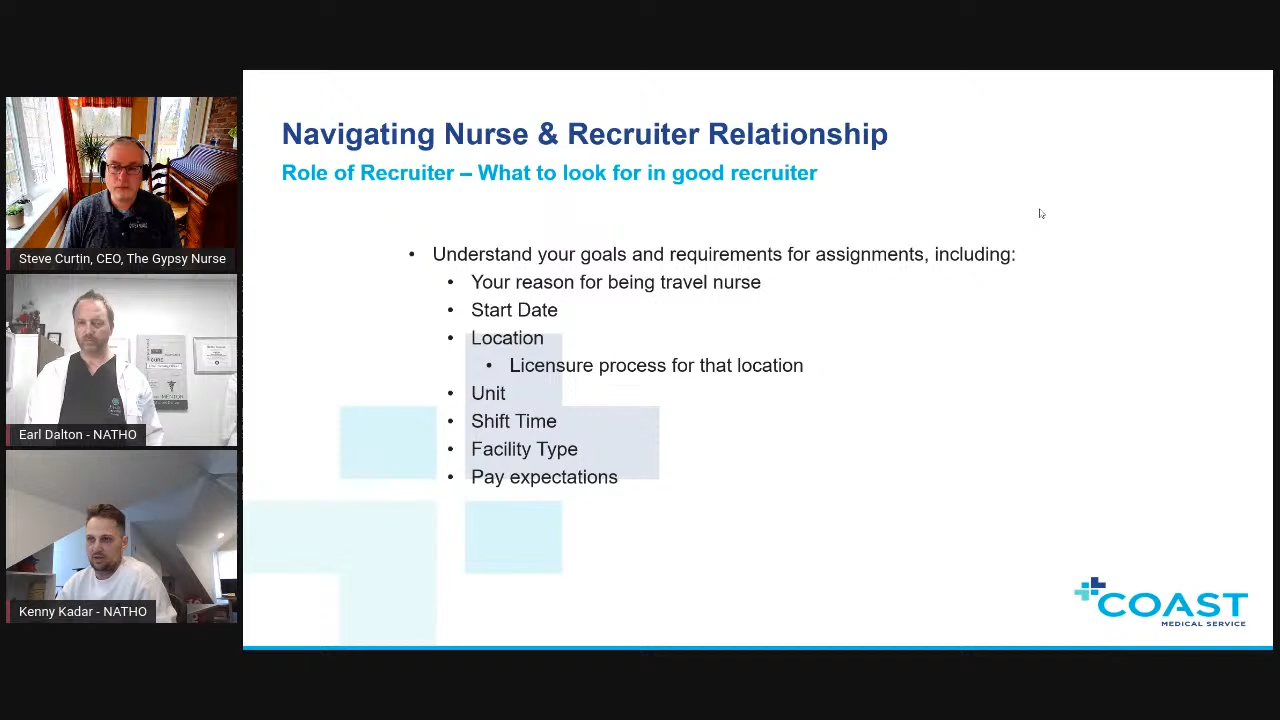 Navigating Nurse & Recruiter Relationship
Role of Recruiter – What to look for in good recruiter
• Understand your goals and requirements for assignments, including:
• Your reason for being travel nurse
• Start Date
• Location
• Licensure process for that location
• Unit
• Shift Time
• Facility Type
• Pay expectations
COAST
MEDICAL SERVICE
Steve Curtin, CEO, The Gypsy Nurse
Earl Dalton - NATHO
Kenny Kadar - NATHO